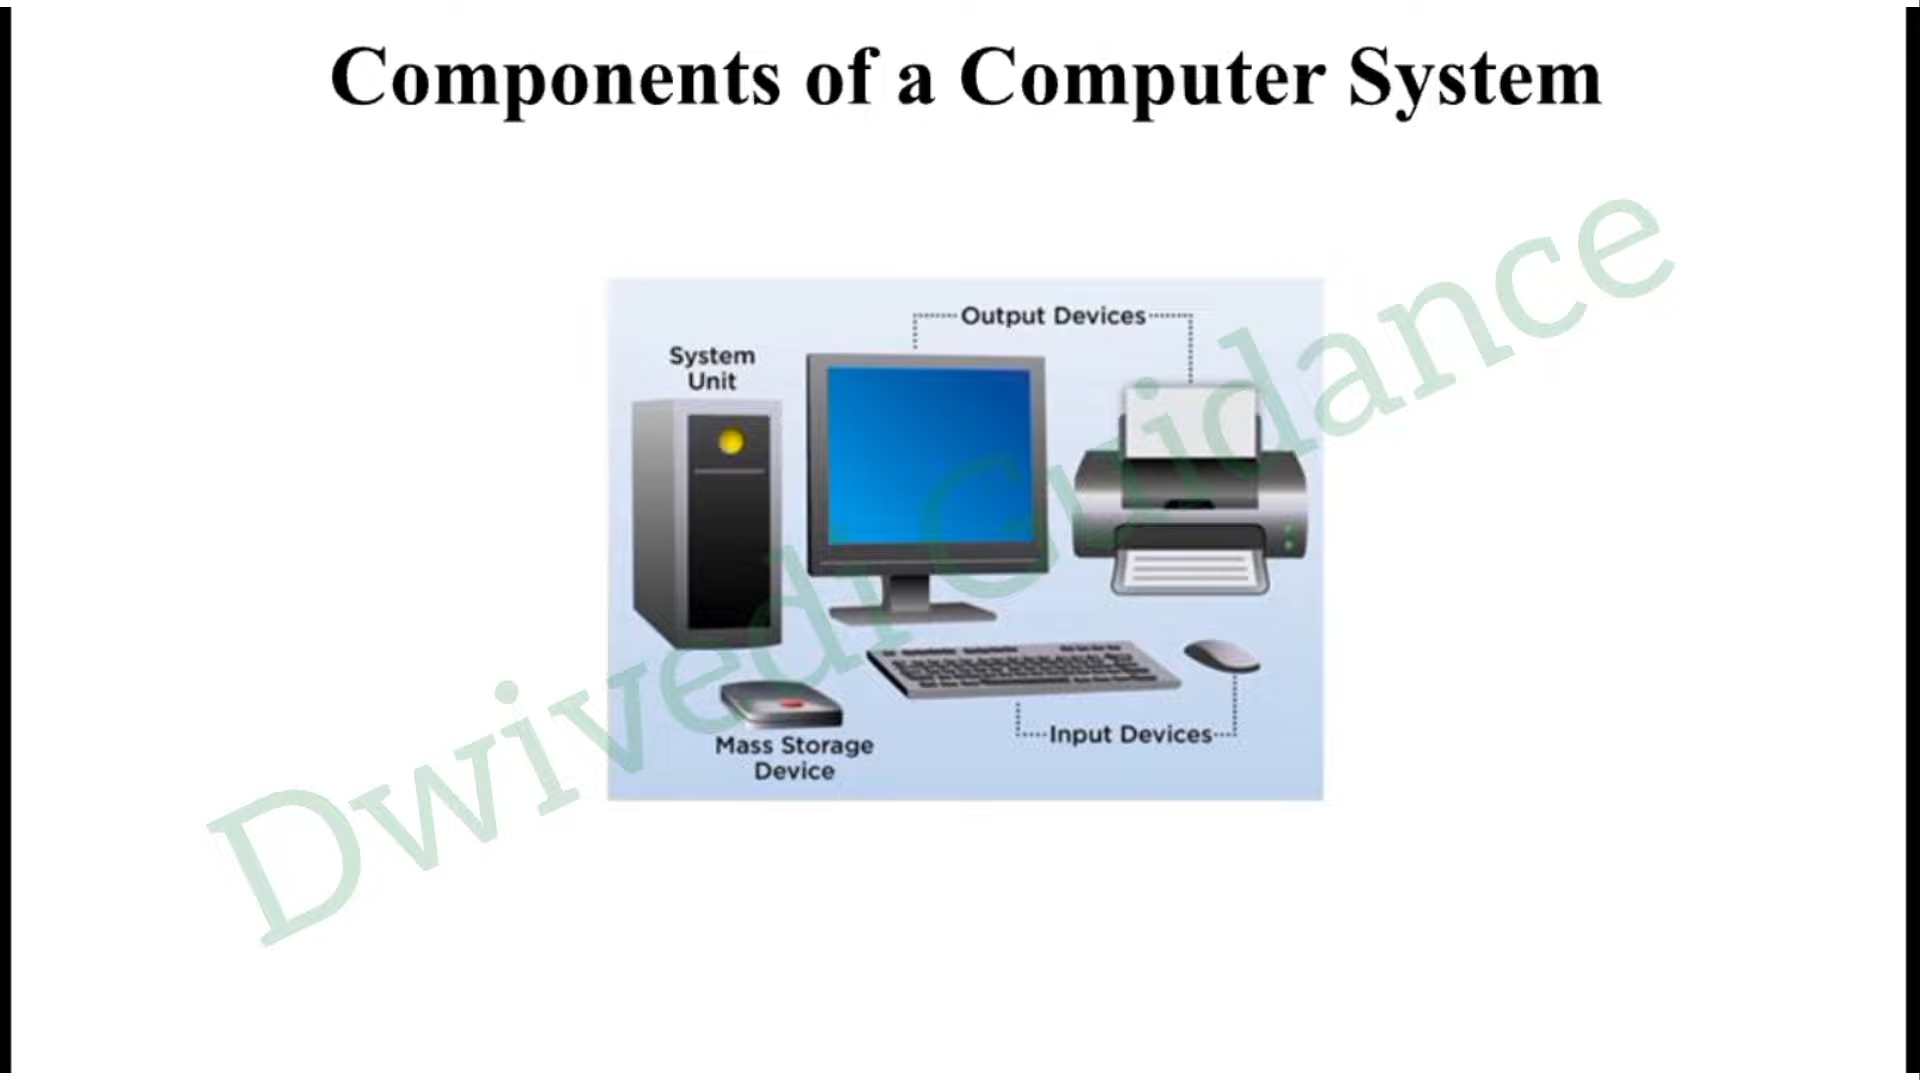 Components of a Computer System
Output Devices
System
Unit
Mass Storage
Device
Input Devices
Dwivedi Guidance